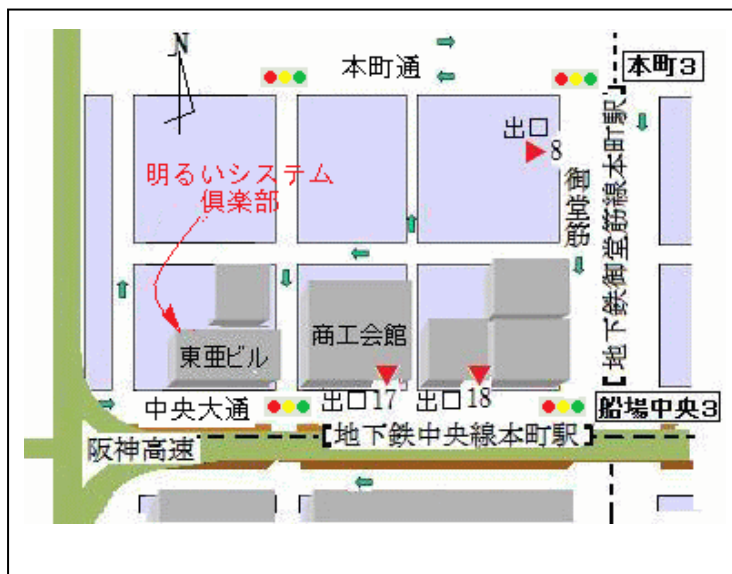 N
本町通
本町3
出口
8
明るいシステム
倶楽部
御堂筋
地下鉄御堂筋線本町駅
商工会館
東亜ビル
中央大通
出口17
出口18
船場中央3
地下鉄中央線本町駅
阪神高速